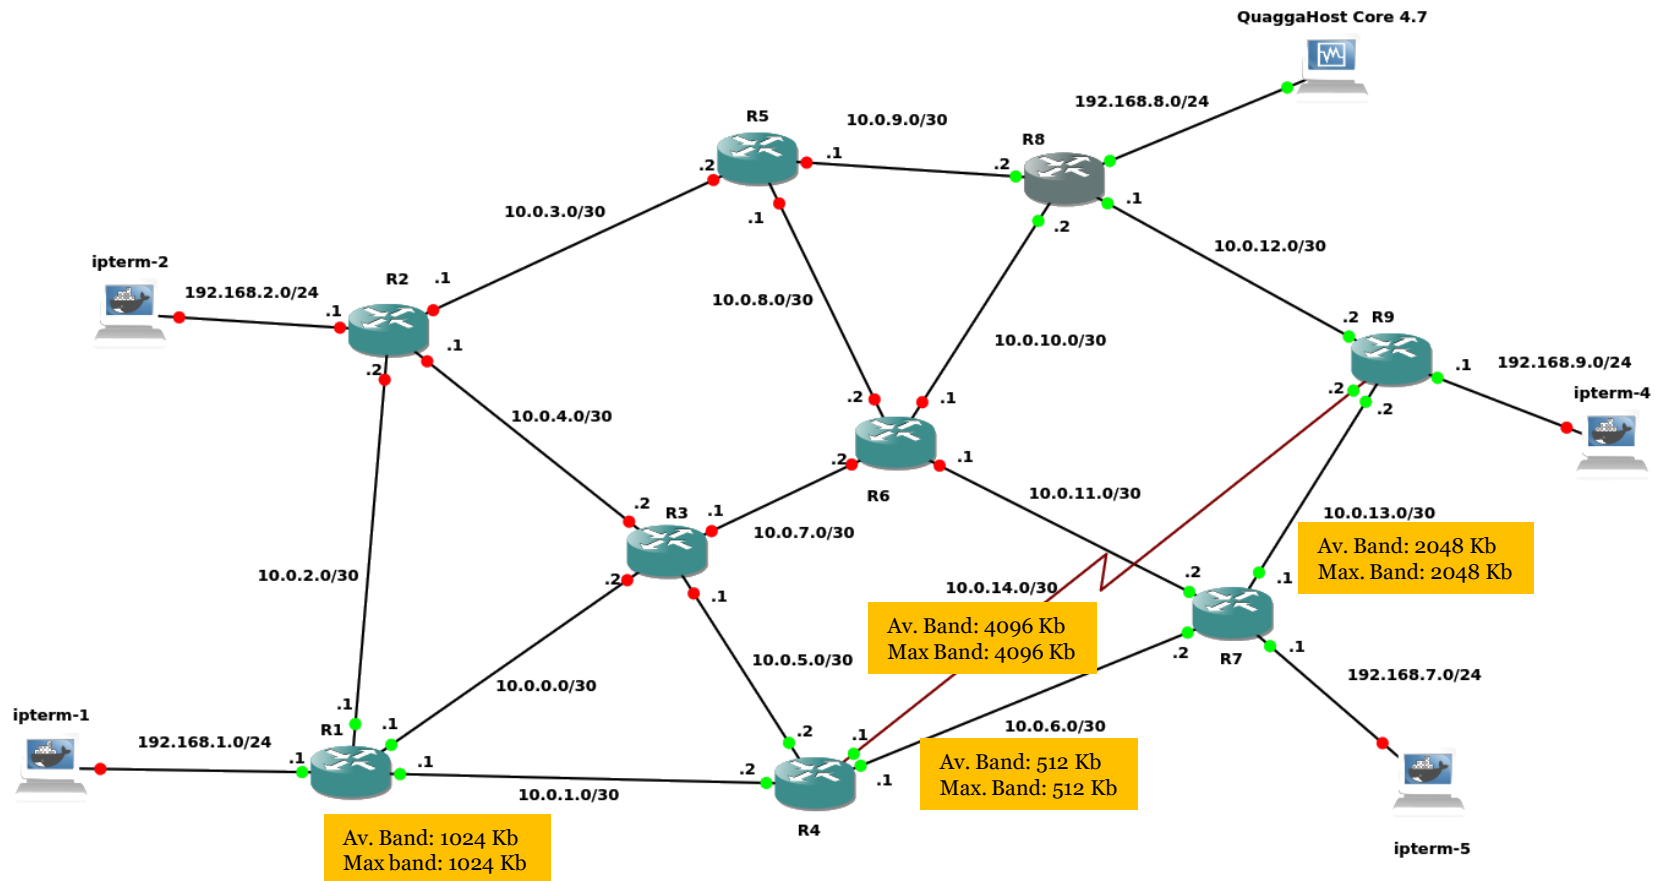 QuaggaHost Core 4.7
192.168.8.0/24
R5
10.0.9.0/30
R8
.2
.1
.2
.1
.1
.2
10.0.3.0/30
10.0.12.0/30
ipterm-2
192.168.2.0/24
R2
.1
.1
10.0.8.0/30
.2
R9
.1
10.0.10.0/30
192.168.9.0/24
.1
.2
.2
.2
.1
ipterm-4
.2
.1
10.0.4.0/30
.2
.1
R6
10.0.11.0/30
.2
R3
.1
10.0.7.0/30
10.0.13.0/30
Av. Band: 2048 Kb
Max. Band: 2048 Kb
10.0.2.0/30
.2
.1
10.0.14.0/30
.2
.1
Av. Band: 4096 Kb
Max Band: 4096 Kb
.2
R7
.1
10.0.5.0/30
192.168.7.0/24
10.0.0.0/30
.1
ipterm-1
R1
.1
192.168.1.0/24
.1
.1
.2
.1
10.0.6.0/30
.2
.1
Av. Band: 512 Kb
Max. Band: 512 Kb
10.0.1.0/30
R4
ipterm-5
Av. Band: 1024 Kb
Max band: 1024 Kb